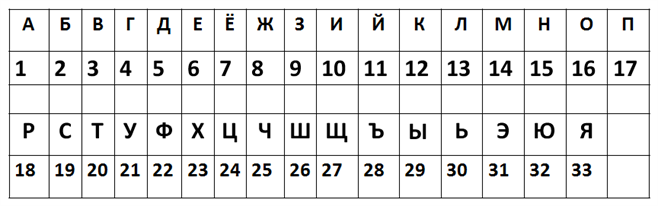 А Б В Г Д Е Ё Ж З И Й К Л М Н О П
1 2 3 4 5 6 7 8 9 10 11 12 13 14 15 16 17
Р С Т У Ф Х Ц Ч Ш Щ Ъ Ы Ь Э Ю Я
18 19 20 21 22 23 24 25 26 27 28 29 30 31 32 33